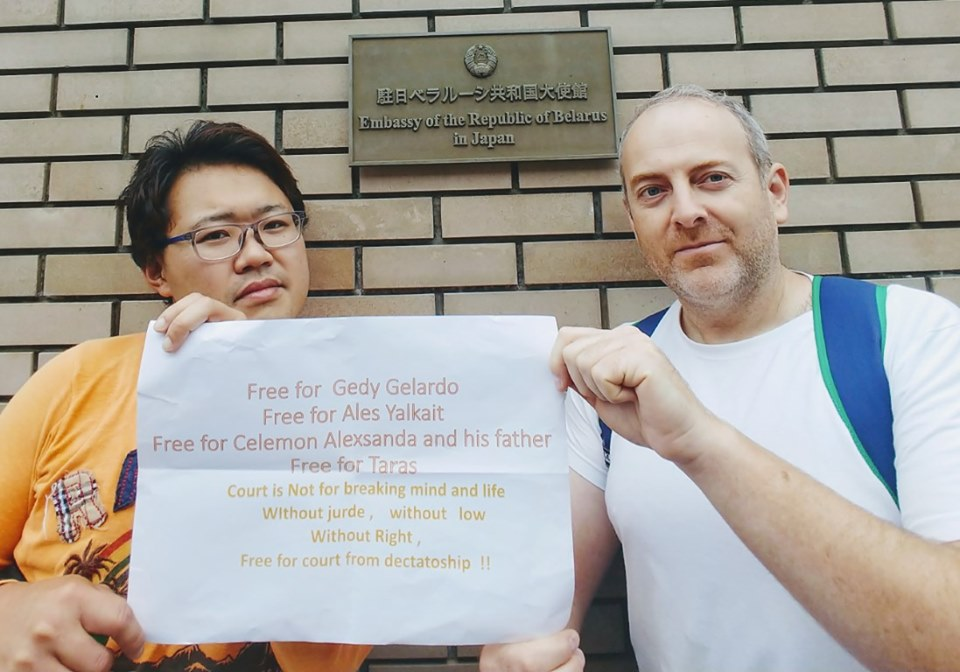 駐日ベラルーシ共和国大使館
Embassy of the Republic of Belarus
in Japan
Free for Gedy Gelardo
Free for Ales Yalkait
Free for Celemon Alexsanda and his father
Free for Taras
Court is Not for breaking mind and life
WIthout jurde , without low
Without Right ,
Free for court from dectatoship !!